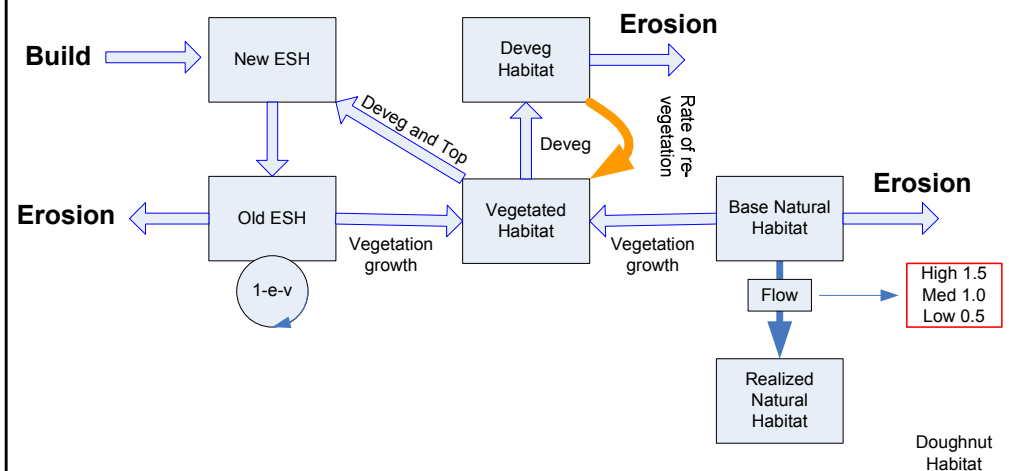 Build
New ESH
Deveg
Habitat
Erosion
Deveg and Top
Deveg
Rate of re-
vegetation
Erosion
Old ESH
Vegetation
growth
Vegetated
Habitat
Vegetation
growth
Base Natural
Habitat
Erosion
1-e-v
Flow
High 1.5
Med 1.0
Low 0.5
Realized
Natural
Habitat
Doughnut
Habitat